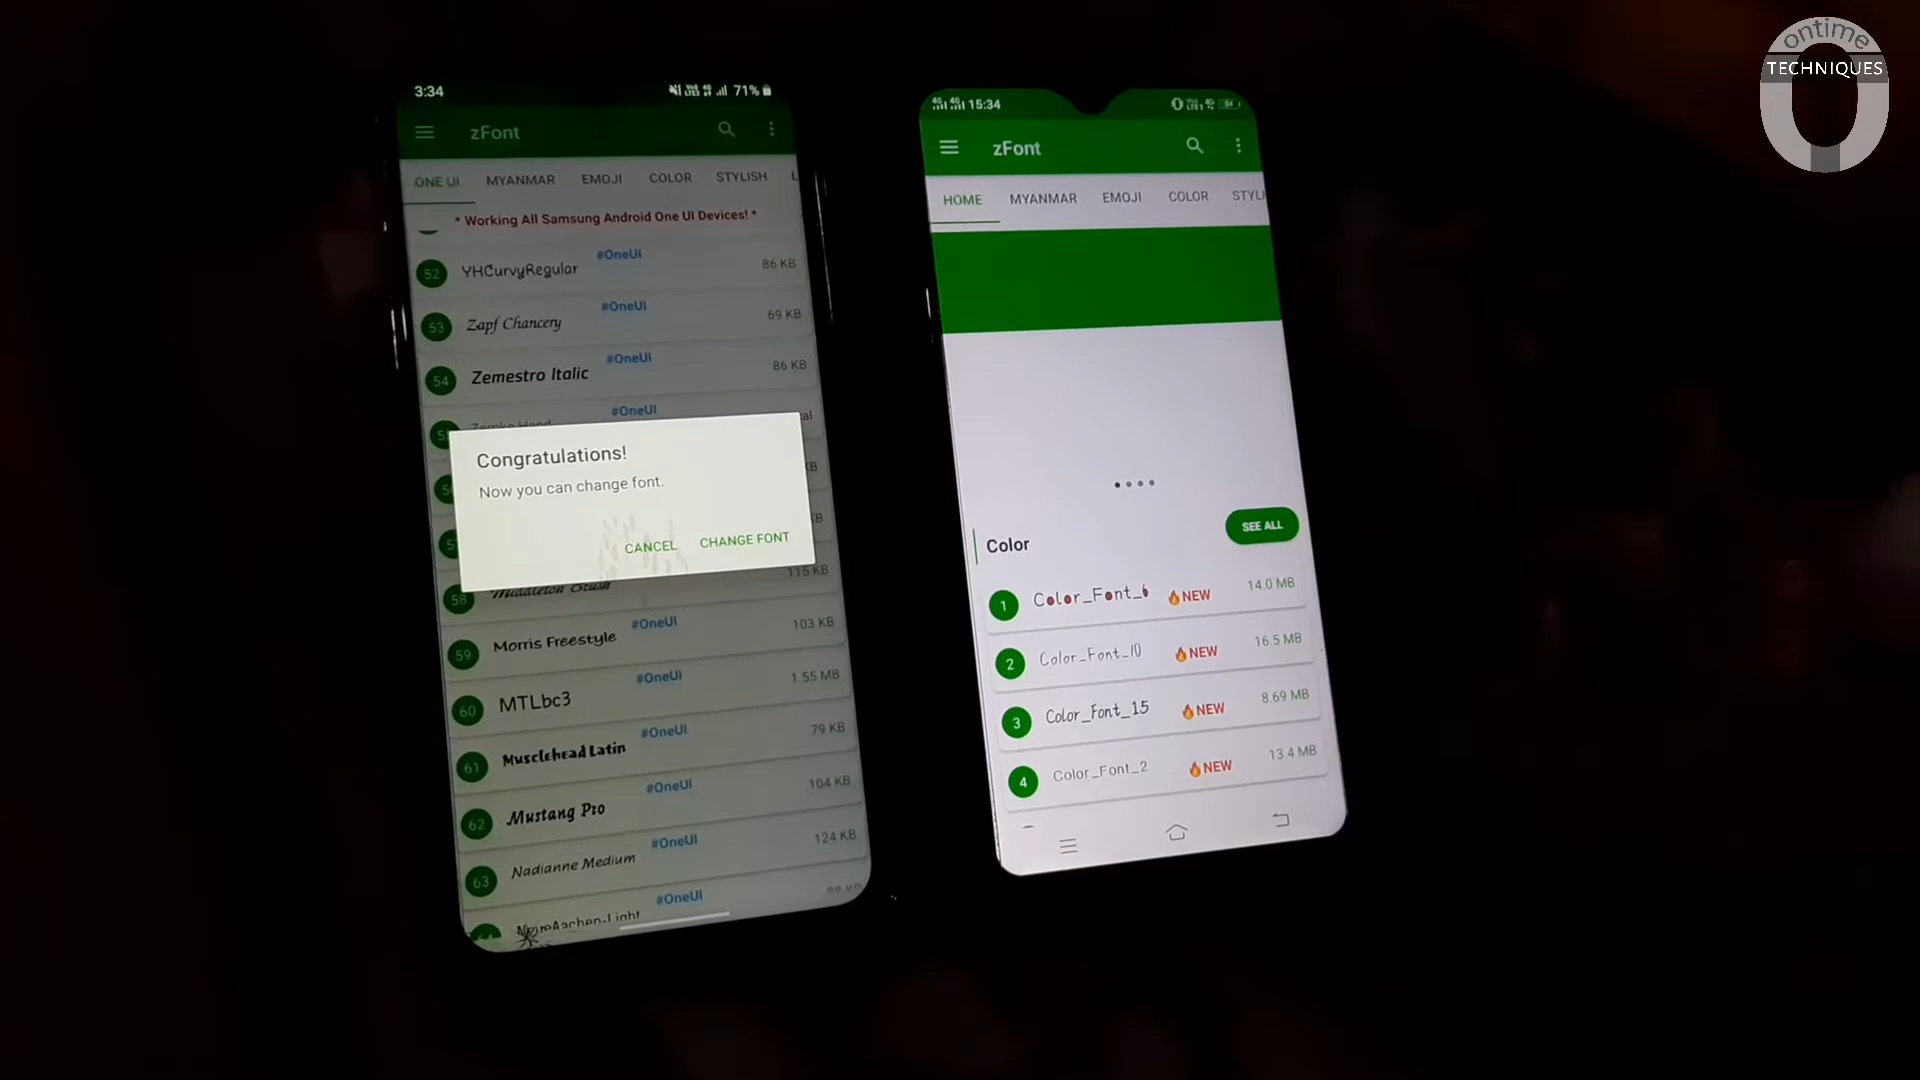 ontime
TECHNIQUES
3:34
71%
zFont
ONE UI MYANMAR EMOJI COLOR STYLISH
* Working All Samsung Android One UI Devices! *
52 YHCurvyRegular #OneUI 86 KB
53 Zapf Chancery #OneUI 69 KB
54 Zemestro Italic #OneUI 86 KB
#OneUI
Congratulations!
Now you can change font.
CANCEL CHANGE FONT
58 Middleton Brush 115 KB
59 Morris Freestyle #OneUI 103 KB
60 MTLbc3 #OneUI 1.55 MB
61 Musclehead Latin #OneUI 79 KB
62 Mustang Pro #OneUI 104 KB
63 Nadianne Medium #OneUI 124 KB
#OneUI
15:34
zFont
HOME MYANMAR EMOJI COLOR STYLI
Color SEE ALL
1 Color_Font_6 NEW 14.0 MB
2 Color_Font_10 NEW 16.5 MB
3 Color_Font_15 NEW 8.69 MB
4 Color_Font_2 NEW 13.4 MB